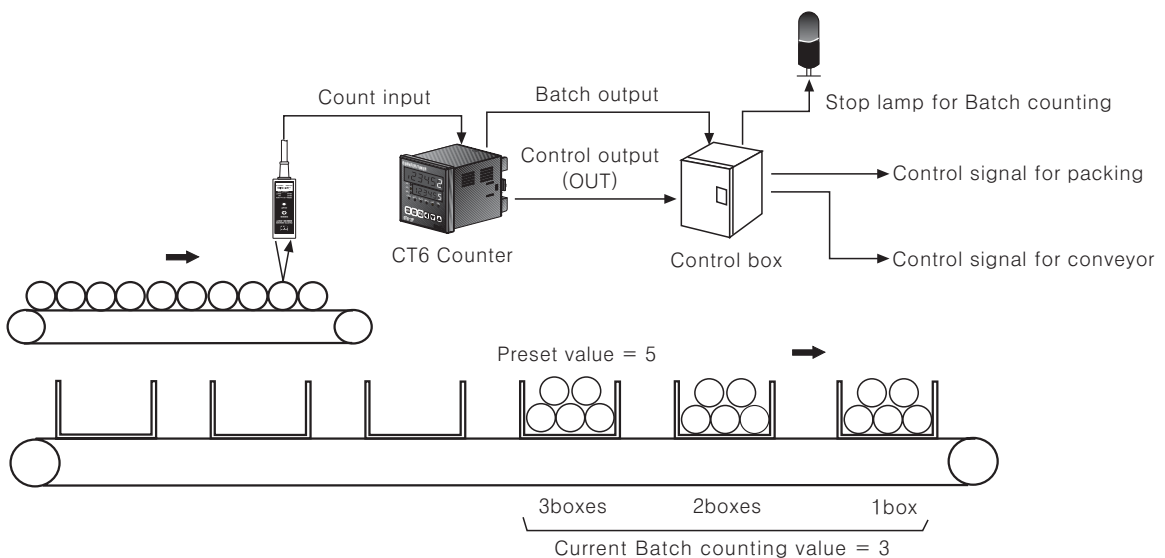 Count input
Batch output
Stop lamp for Batch counting
Control output
(OUT)
Control signal for packing
CT6 Counter
Control box
Control signal for conveyor
Preset value = 5
3boxes
2boxes
1box
Current Batch counting value = 3